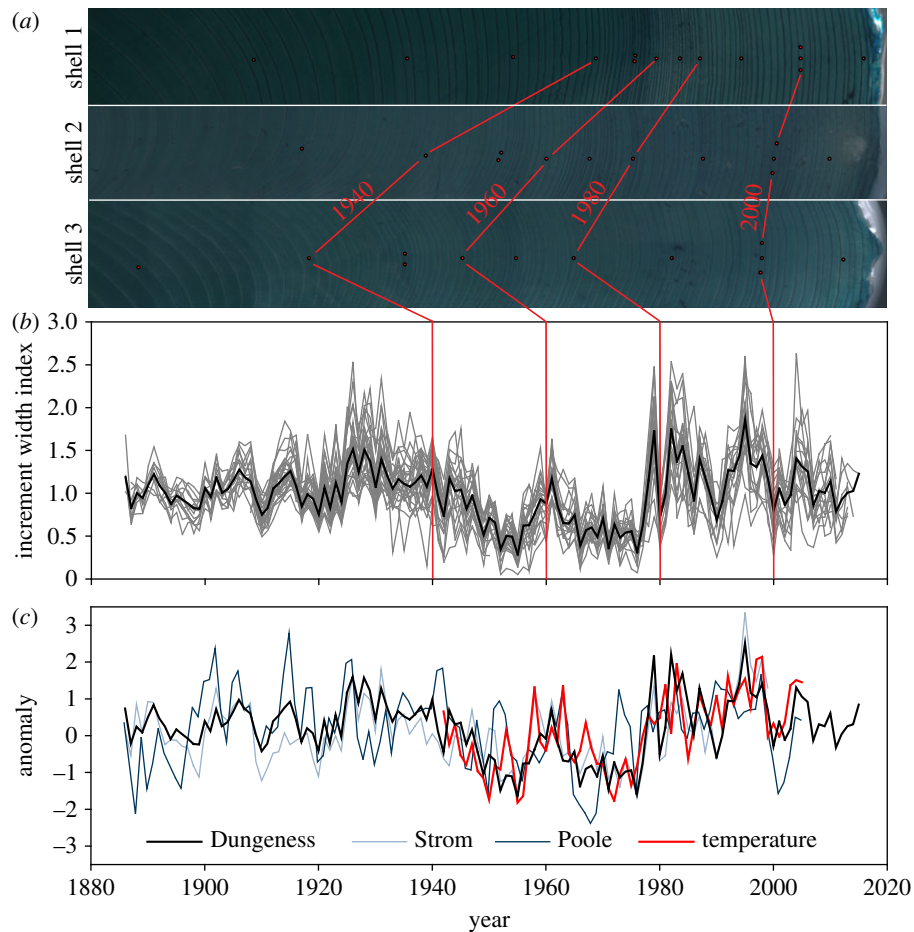 (a)
shell 1
shell 2
shell 3
1940
1960
1980
2000
(b)
increment width index
3.0
2.5
2.0
1.5
1.0
0.5
0
(c)
anomaly
3
2
1
0
–1
–2
–3
Dungeness Strom Poole temperature
1880 1900 1920 1940 1960 1980 2000 2020
year